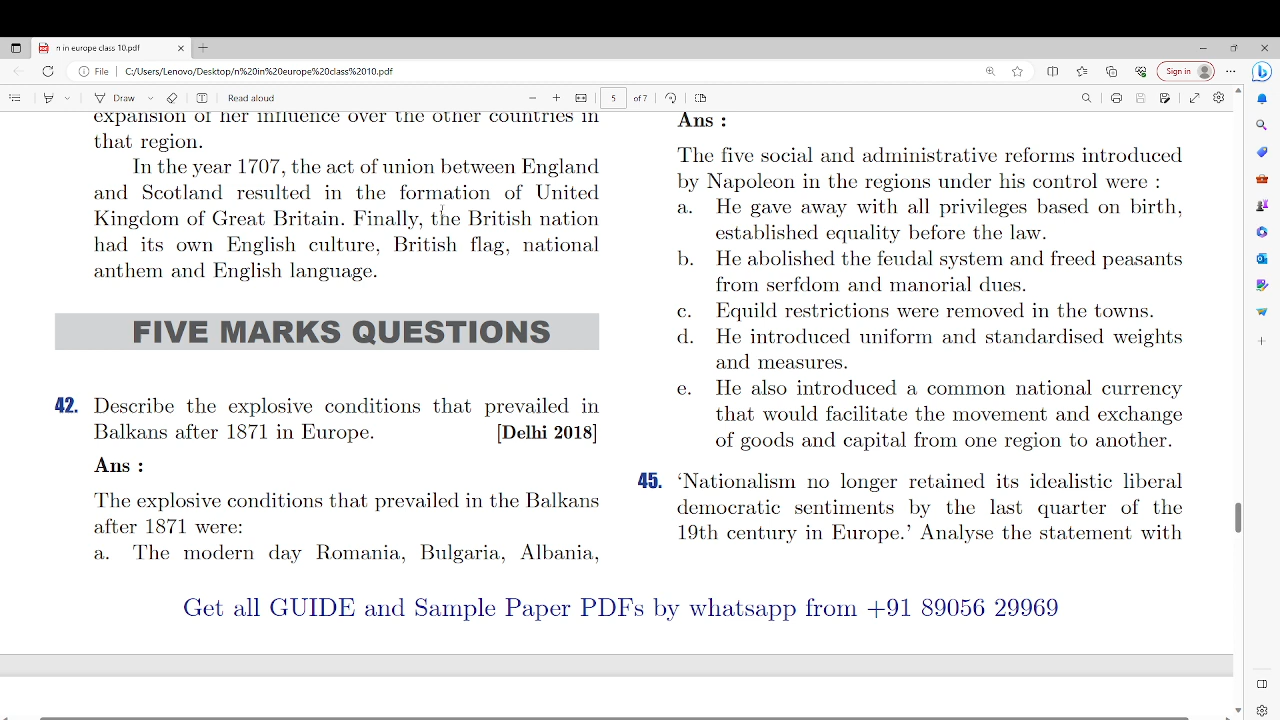 n in europe class 10.pdf
File
C:/Users/Lenovo/Desktop/n%20in%20europe%20class%2010.pdf
Sign in
Draw
Read aloud
5
of 7
expansion of her influence over the other countries in
that region.
In the year 1707, the act of union between England
and Scotland resulted in the formation of United
Kingdom of Great Britain. Finally, the British nation
had its own English culture, British flag, national
anthem and English language.
FIVE MARKS QUESTIONS
42. Describe the explosive conditions that prevailed in
Balkans after 1871 in Europe. [Delhi 2018]
Ans :
The explosive conditions that prevailed in the Balkans
after 1871 were:
a. The modern day Romania, Bulgaria, Albania,
Ans :
The five social and administrative reforms introduced
by Napoleon in the regions under his control were :
a. He gave away with all privileges based on birth,
established equality before the law.
b. He abolished the feudal system and freed peasants
from serfdom and manorial dues.
c. Equild restrictions were removed in the towns.
d. He introduced uniform and standardised weights
and measures.
e. He also introduced a common national currency
that would facilitate the movement and exchange
of goods and capital from one region to another.
45. ‘Nationalism no longer retained its idealistic liberal
democratic sentiments by the last quarter of the
19th century in Europe.’ Analyse the statement with
Get all GUIDE and Sample Paper PDFs by whatsapp from +91 89056 29969